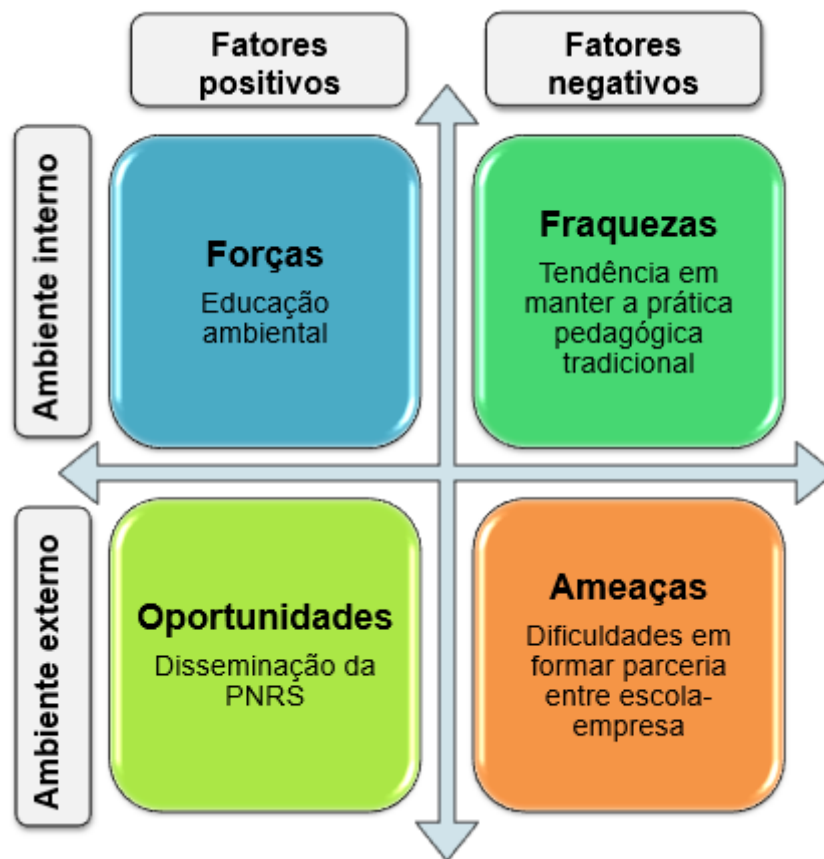 Fatores
positivos
Fatores
negativos
Ambiente interno
Forças
Educação
ambiental
Fraquezas
Tendência em
manter a prática
pedagógica
tradicional
Ambiente externo
Oportunidades
Disseminação da
PNRS
Ameaças
Dificuldades em
formar parceria
entre escola-
empresa